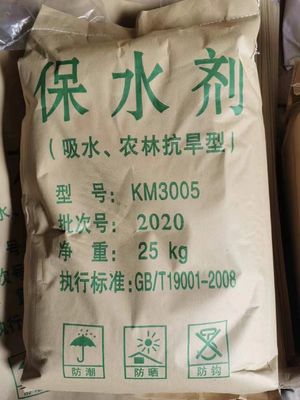 保水剂
(吸水、农林抗旱型)
型 号: KM3005
批次号: 2020
净 重: 25 kg
执行标准:GB/T19001-2008
防潮 防晒 防钩